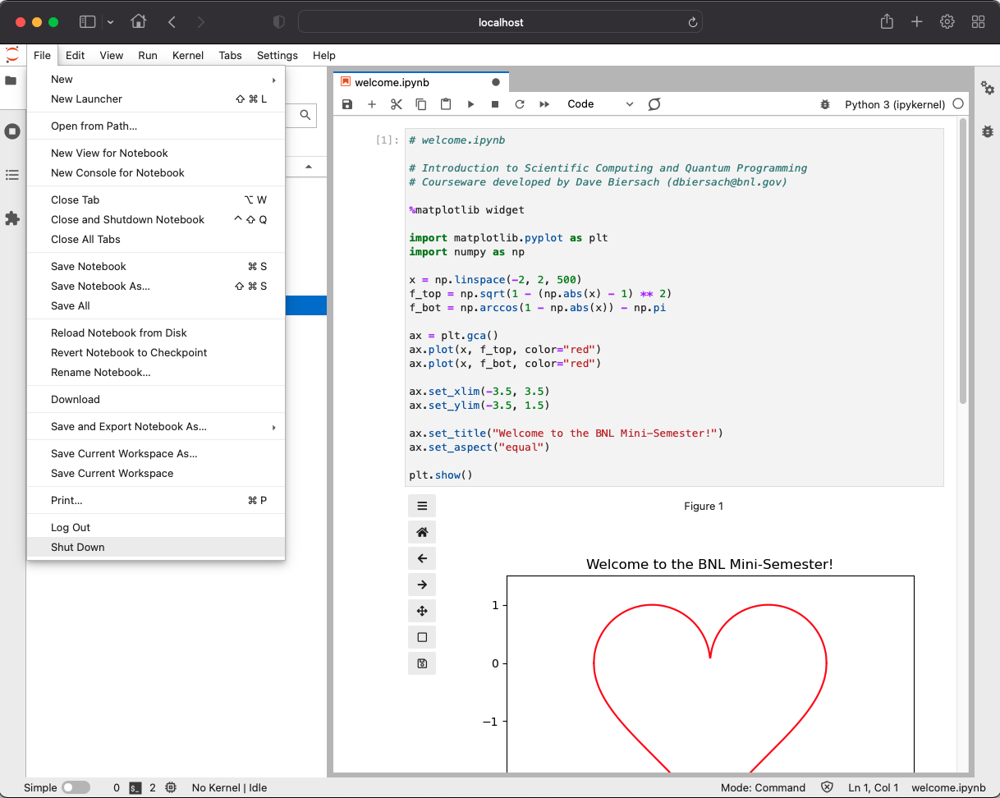 localhost
File Edit View Run Kernel Tabs Settings Help
New
New Launcher ⇧ ⌘ L
Open from Path...
New View for Notebook
New Console for Notebook
Close Tab ⌥ W
Close and Shutdown Notebook ⌃ ⇧ Q
Close All Tabs
Save Notebook ⌘ S
Save Notebook As... ⇧ ⌘ S
Save All
Reload Notebook from Disk
Revert Notebook to Checkpoint
Rename Notebook...
Download
Save and Export Notebook As...
Save Current Workspace As...
Save Current Workspace
Print... ⌘ P
Log Out
Shut Down
welcome.ipynb
Code
Python 3 (ipykernel)
[1]:
# welcome.ipynb
# Introduction to Scientific Computing and Quantum Programming
# Courseware developed by Dave Biersach (dbiersach@bnl.gov)
%matplotlib widget
import matplotlib.pyplot as plt
import numpy as np
x = np.linspace(-2, 2, 500)
f_top = np.sqrt(1 - (np.abs(x) - 1) ** 2)
f_bot = np.arccos(1 - np.abs(x)) - np.pi
ax = plt.gca()
ax.plot(x, f_top, color="red")
ax.plot(x, f_bot, color="red")
ax.set_xlim(-3.5, 3.5)
ax.set_ylim(-3.5, 1.5)
ax.set_title("Welcome to the BNL Mini-Semester!")
ax.set_aspect("equal")
plt.show()
Figure 1
Welcome to the BNL Mini-Semester!
1
0
−1
Simple 0 $_ 2 No Kernel | Idle
Mode: Command Ln 1, Col 1 welcome.ipynb